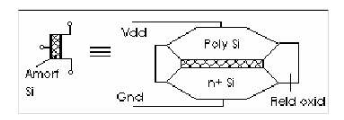 Vdd
Poly Si
Amorf
Si
n+ Si
Gnd
Field oxid